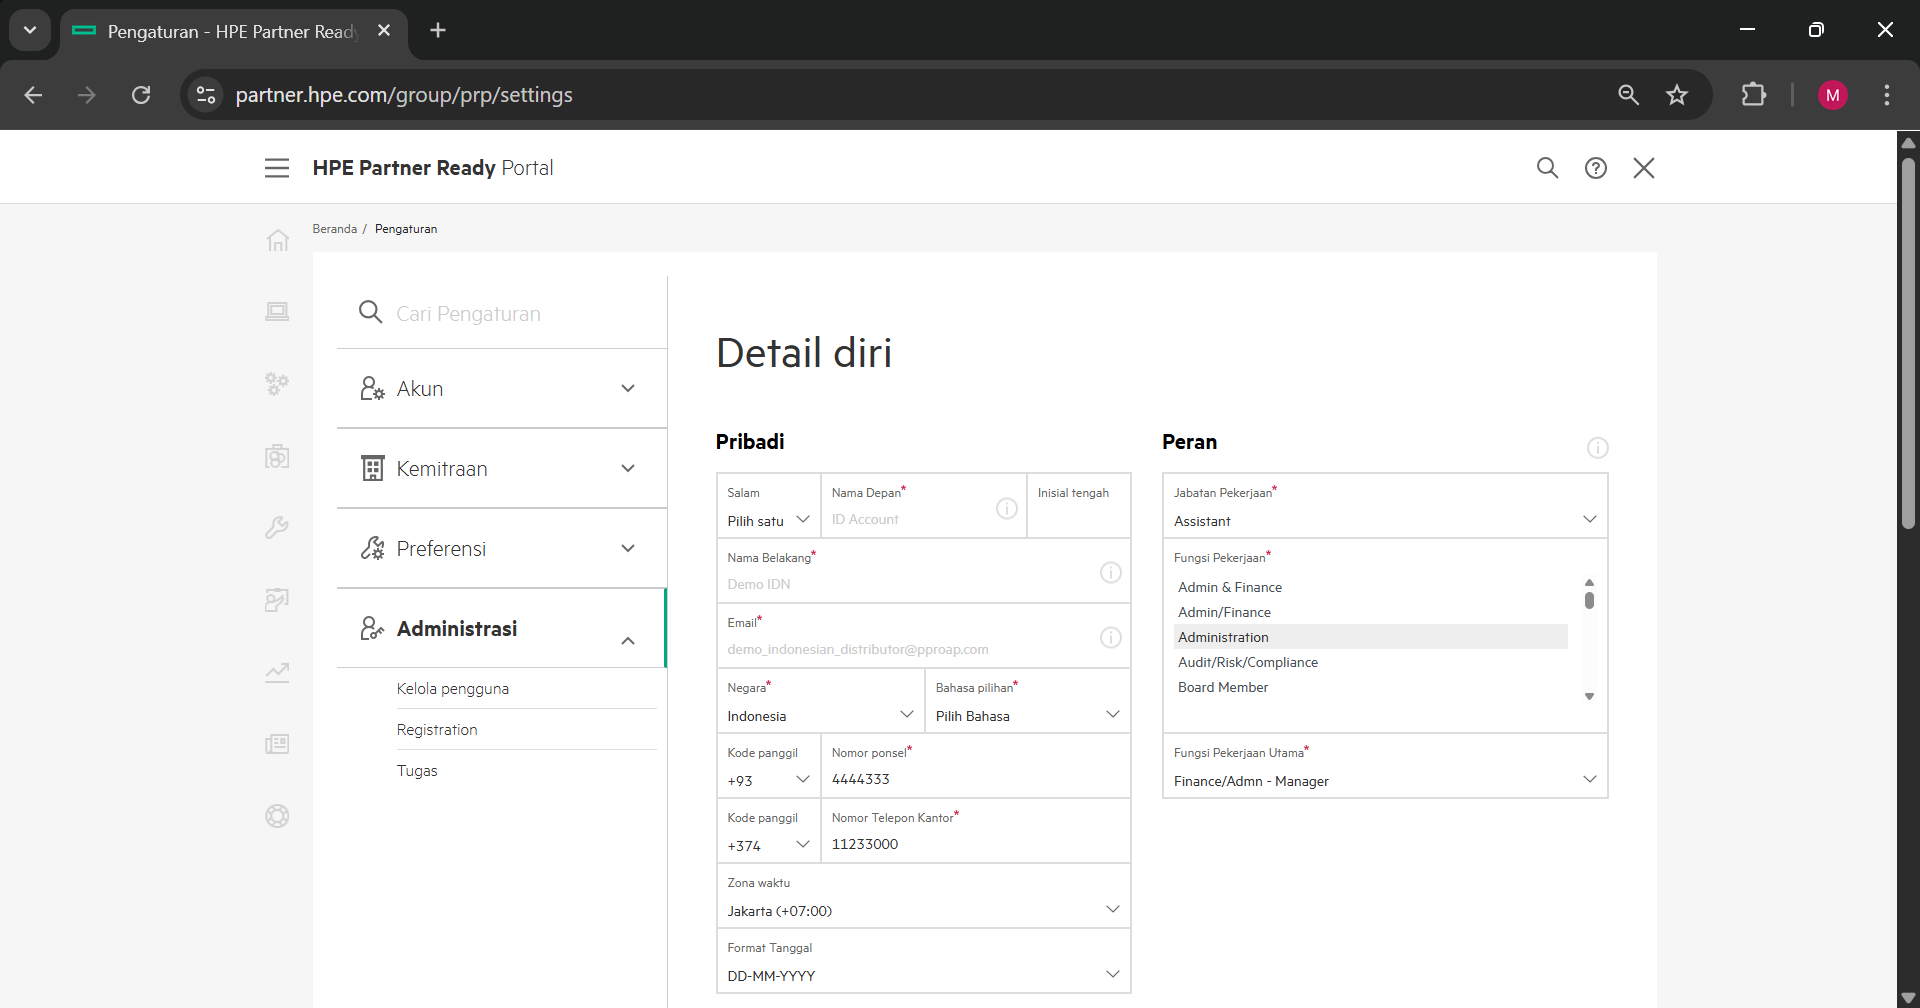 Pengaturan - HPE Partner Read
partner.hpe.com/group/prp/settings
M
HPE Partner Ready Portal
Beranda / Pengaturan
Cari Pengaturan
Akun
Kemitraan
Preferensi
Administrasi
Kelola pengguna
Registration
Tugas
Detail diri
Pribadi
Salam
Pilih satu
Nama Depan*
ID Account
Inisial tengah
Nama Belakang*
Demo IDN
Email*
demo_indonesian_distributor@pproap.com
Negara*
Indonesia
Bahasa pilihan*
Pilih Bahasa
Kode panggil
+93
Nomor ponsel*
4444333
Kode panggil
+374
Nomor Telepon Kantor*
11233000
Zona waktu
Jakarta (+07:00)
Format Tanggal
DD-MM-YYYY
Peran
Jabatan Pekerjaan*
Assistant
Fungsi Pekerjaan*
Admin & Finance
Admin/Finance
Administration
Audit/Risk/Compliance
Board Member
Fungsi Pekerjaan Utama*
Finance/Admn - Manager